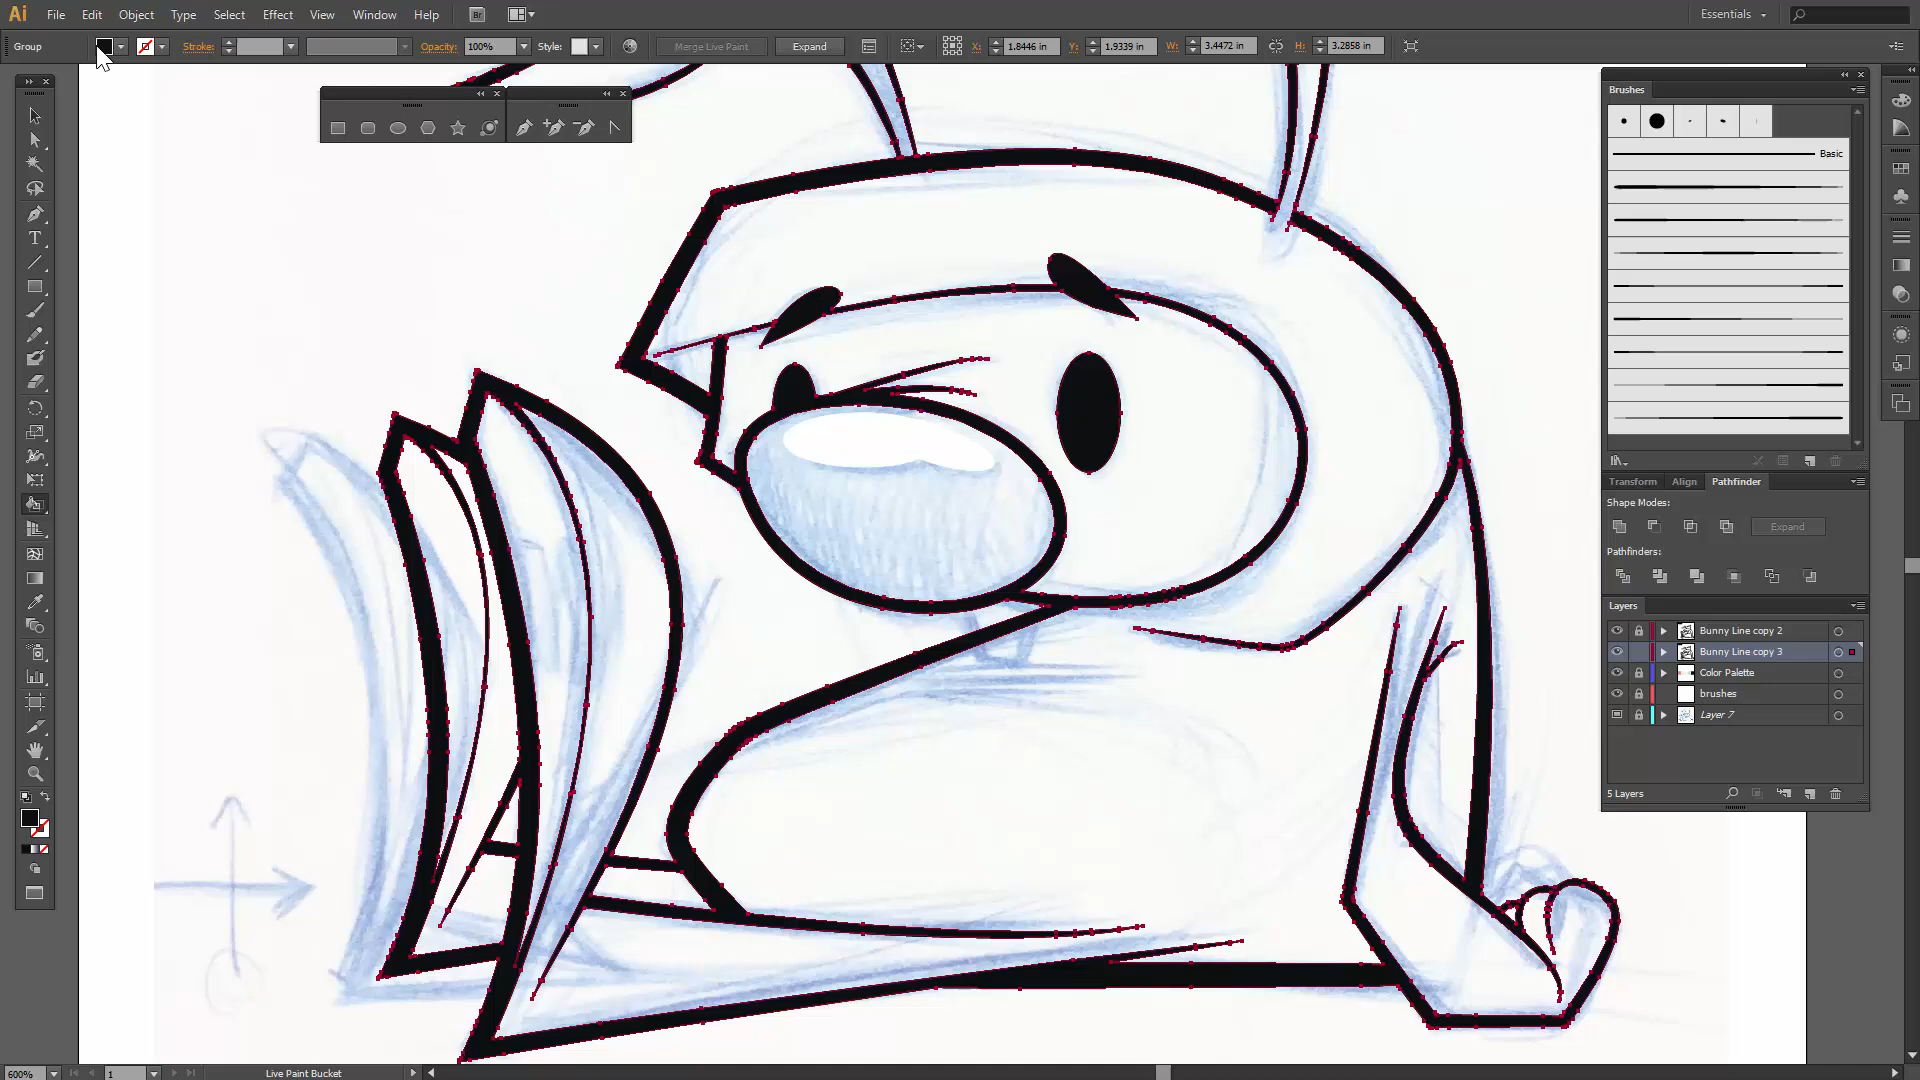 Ai File Edit Object Type Select Effect View Window Help Br Essentials
Group Stroke: Opacity: 100% Style: Merge Live Paint Expand X: 1.8446 in Y: 1.9339 in W: 3.4472 in H: 3.2858 in
Brushes
Basic
Transform Align Pathfinder
Shape Modes:
Expand
Pathfinders:
Layers
Bunny Line copy 2
Bunny Line copy 3
Color Palette
brushes
Layer 7
5 Layers
600% 1 Live Paint Bucket